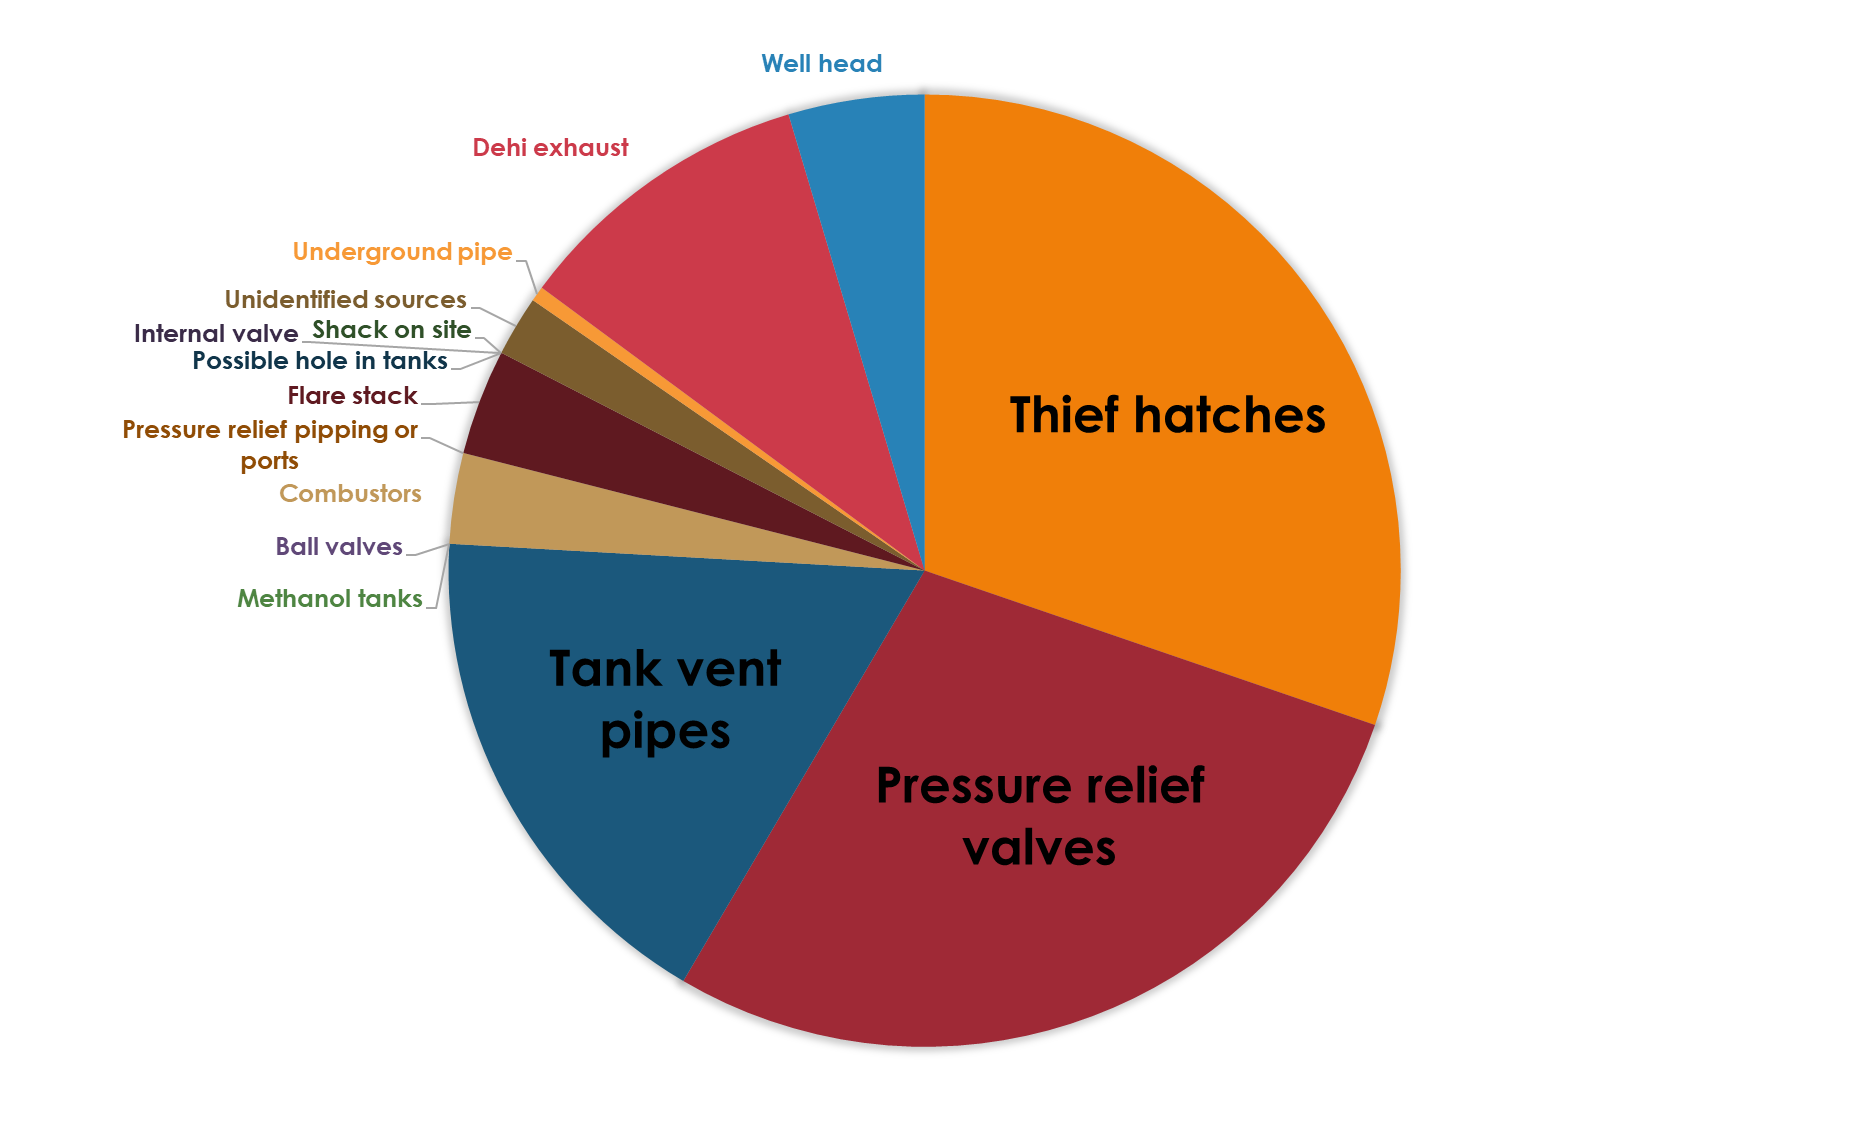 Well head
Dehi exhaust
Underground pipe
Unidentified sources
Shack on site
Internal valve
Possible hole in tanks
Flare stack
Pressure relief pipping or
ports
Combustors
Ball valves
Methanol tanks
Thief hatches
Tank vent
pipes
Pressure relief
valves